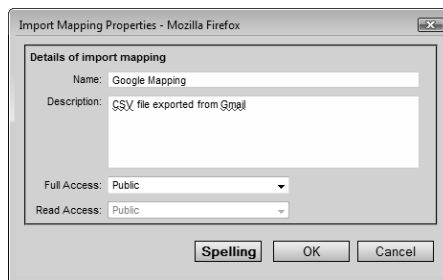 Import Mapping Properties - Mozilla Firefox
Details of import mapping
Name: Google Mapping
Description: CSV file exported from Gmail
Full Access: Public
Read Access: Public
Spelling OK Cancel